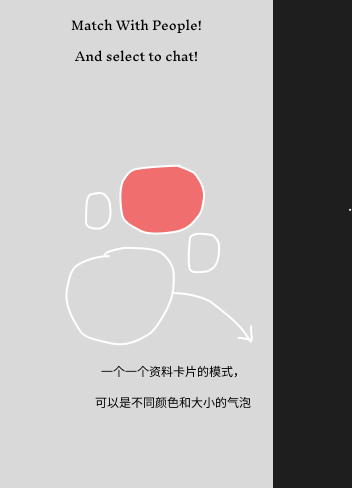 Match With People!
And select to chat!
一个一个资料卡片的模式，
可以是不同颜色和大小的气泡